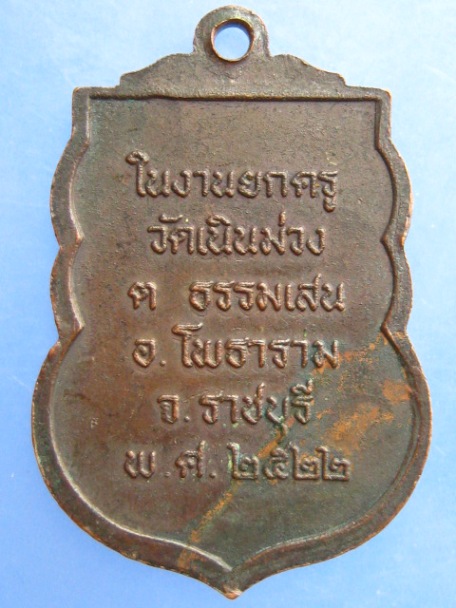 ในงานยกครู
วัดเนินม่วง
ต ธรรมเสน
อ. โพธาราม
จ. ราชบุรี
พ.ศ. ๒๕๒๒